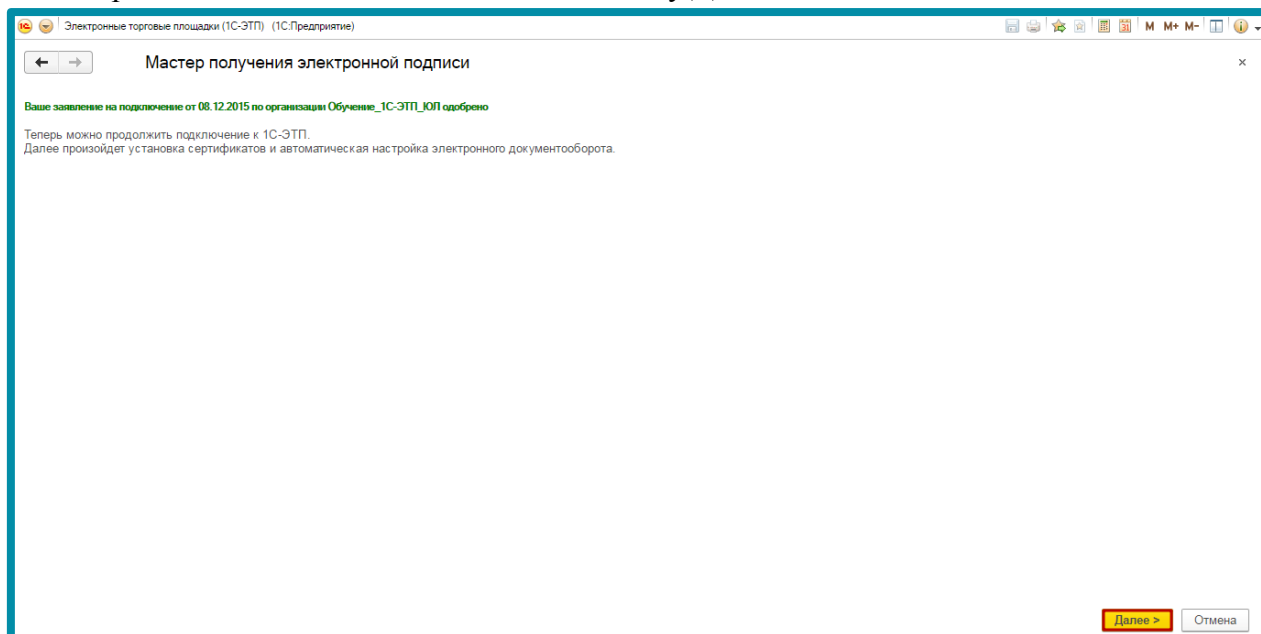 Электронные торговые площадки (1С-ЭТП) (1С:Предприятие)
M M+ M-
Мастер получения электронной подписи
Ваше заявление на подключение от 08.12.2015 по организации Обучение_1С-ЭТП_ЮЛ одобрено
Теперь можно продолжить подключение к 1С-ЭТП.
Далее произойдет установка сертификатов и автоматическая настройка электронного документооборота.
Далее > Отмена